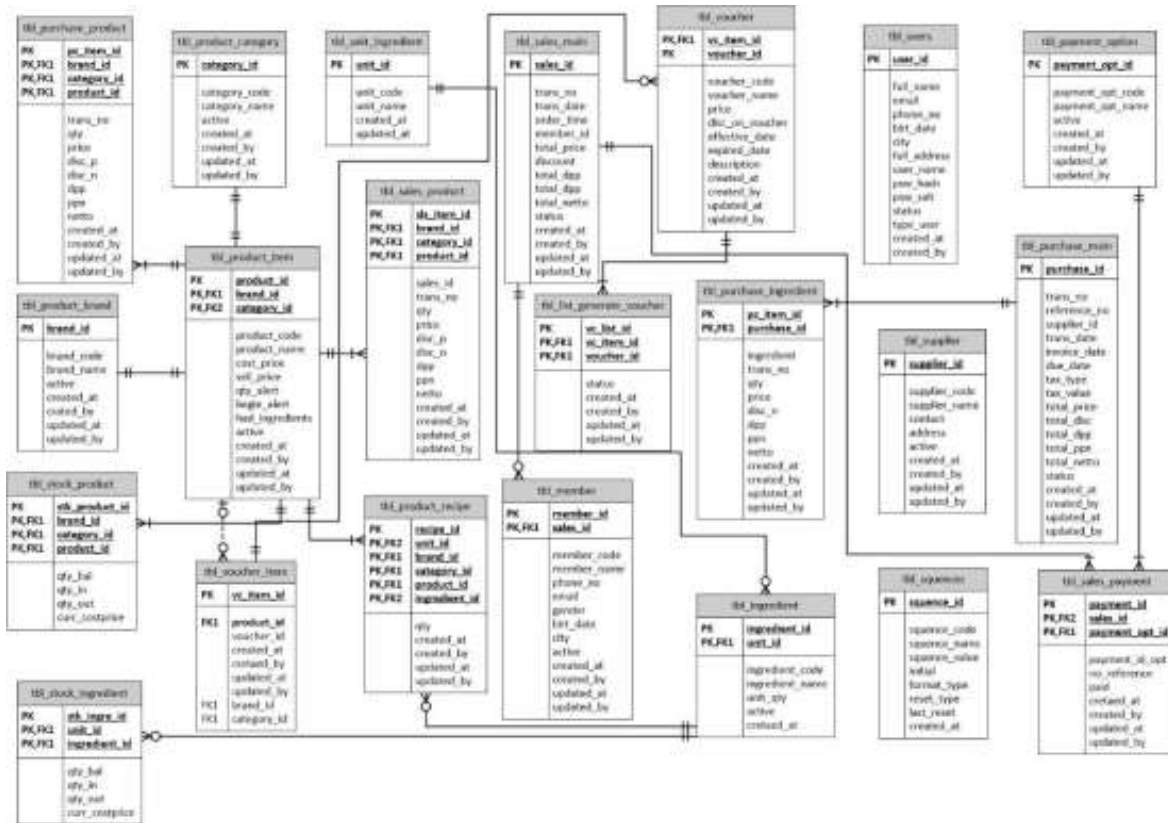 tbl_purchase_product
PK pc_item_id
PK,FK1 brand_id
PK,FK1 category_id
PK,FK1 product_id
trans_no
qty
price
disc_p
disc_n
dpp
ppn
netto
created_at
created_by
updated_at
updated_by
tbl_product_category
PK category_id
category_code
category_name
active
created_at
created_by
updated_at
updated_by
tbl_unit_ingredient
PK unit_id
unit_code
unit_name
created_at
updated_at
tbl_sales_main
PK sales_id
trans_no
trans_date
order_time
member_id
total_price
discount
total_dpp
total_dpp
total_netto
status
created_at
created_by
updated_at
updated_by
tbl_voucher
PK,FK1 vc_item_id
PK voucher_id
voucher_code
voucher_name
price
disc_on_voucher
effective_date
expired_date
description
created_at
created_by
updated_at
updated_by
tbl_users
PK user_id
full_name
email
phone_no
birt_date
city
full_address
user_name
pasw_hash
pasw_salt
status
type_user
created_at
created_by
tbl_payment_option
PK payment_opt_id
payment_opt_code
payment_opt_name
active
created_at
created_by
updated_at
updated_by
tbl_product_brand
PK brand_id
brand_code
brand_name
active
created_at
crated_by
updated_at
updated_by
tbl_product_item
PK product_id
PK,FK1 brand_id
PK,FK2 category_id
product_code
product_name
cost_price
sell_price
qty_alert
begin_alert
had_ingredients
active
created_at
created_by
updated_at
updated_by
tbl_sales_product
PK sls_item_id
PK,FK1 brand_id
PK,FK1 category_id
PK,FK1 product_id
sales_id
trans_no
qty
price
disc_p
disc_n
dpp
ppn
netto
created_at
created_by
updated_at
updated_by
tbl_list_generate_voucher
PK vc_list_id
PK,FK1 vc_item_id
PK,FK1 voucher_id
status
created_at
created_by
updated_at
updated_by
tbl_purchase_ingredient
PK pc_item_id
PK,FK1 purchase_id
ingredient
trans_no
qty
price
disc_n
dpp
ppn
netto
created_at
created_by
updated_at
updated_by
tbl_supplier
PK supplier_id
supplier_code
supplier_name
contact
address
active
created_at
created_by
updated_at
updated_by
tbl_purchase_main
PK purchase_id
trans_no
reference_no
supplier_id
trans_date
invoice_date
due_date
tax_type
tax_value
total_price
total_disc
total_dpp
total_ppn
total_netto
status
created_at
created_by
updated_at
updated_by
tbl_stock_product
PK stk_product_id
PK,FK1 brand_id
PK,FK1 category_id
PK,FK1 product_id
qty_bal
qty_in
qty_out
curr_costprice
tbl_voucher_item
PK vc_item_id
FK1 product_id
voucher_id
created_at
cretaed_by
updated_at
updated_by
FK1 brand_id
FK1 category_id
tbl_product_recipe
PK recipe_id
PK,FK2 unit_id
PK,FK1 brand_id
PK,FK1 category_id
PK,FK1 product_id
PK,FK2 ingredient_id
qty
created_at
created_by
updated_at
updated_by
tbl_member
PK member_id
PK,FK1 sales_id
member_code
member_name
phone_no
email
gender
birt_date
city
active
created_at
created_by
updated_at
updated_by
tbl_ingredient
PK ingredient_id
PK,FK1 unit_id
ingredient_code
ingredient_name
unit_qty
active
cretaed_at
tbl_squences
PK squence_id
squence_code
squence_name
squence_value
initial
format_type
reset_type
last_reset
created_at
tbl_sales_payment
PK payment_id
PK,FK2 sales_id
PK,FK1 payment_opt_id
payment_id_opt
no_reference
paid
cretaed_at
created_by
updated_at
updated_by
tbl_stock_ingredient
PK stk_ingre_id
PK,FK1 unit_id
PK,FK1 ingredient_id
qty_bal
qty_in
qty_out
curr_costprice